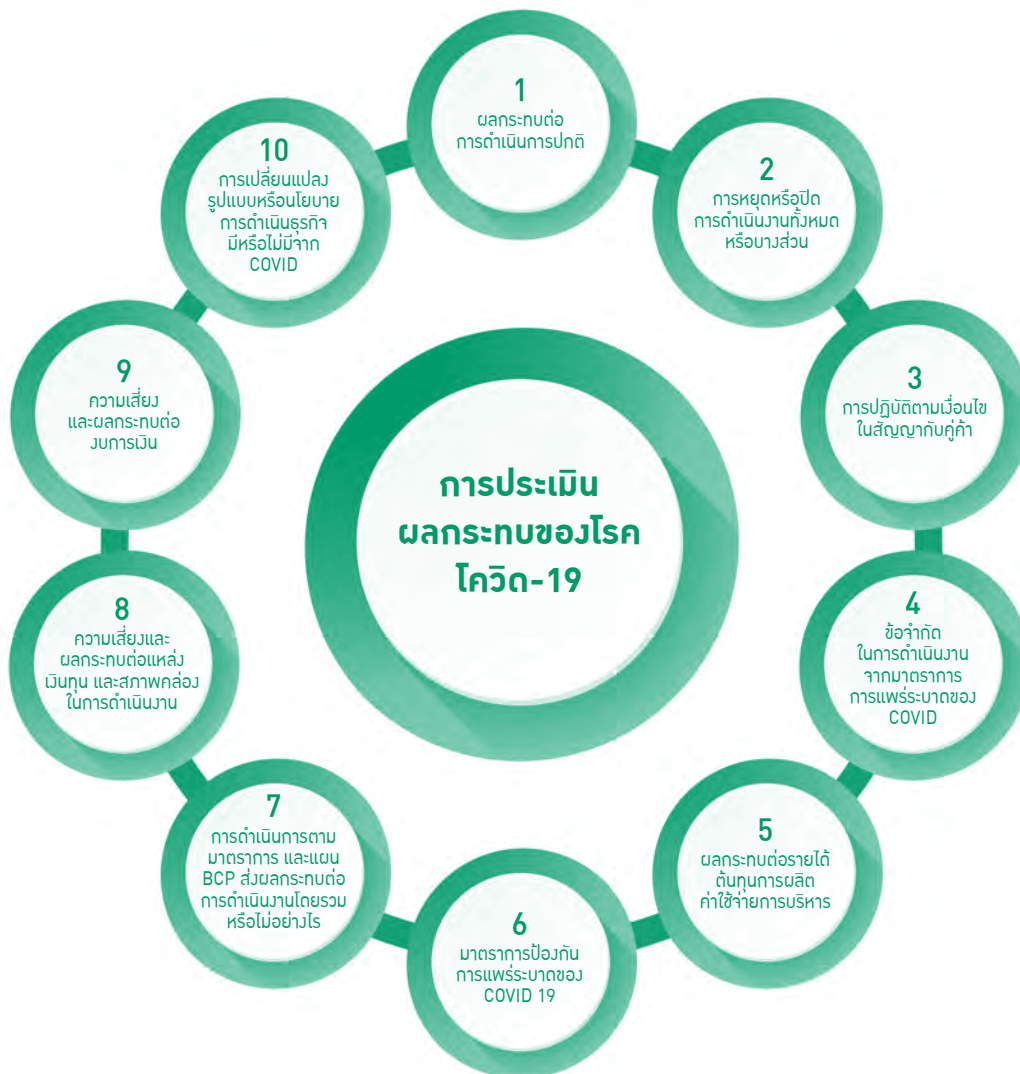 การประเมิน
ผลกระทบของโรค
โควิด-19
1
ผลกระทบต่อ
การดำเนินการปกติ
2
การหยุดหรือปิด
การดำเนินงานทั้งหมด
หรือบางส่วน
3
การปฏิบัติตามเงื่อนไข
ในสัญญากับคู่ค้า
4
ข้อจำกัด
ในการดำเนินงาน
จากมาตราการ
การแพร่ระบาดของ
COVID
5
ผลกระทบต่อรายได้
ต้นทุนการผลิต
ค่าใช้จ่ายการบริหาร
6
มาตราการป้องกัน
การแพร่ระบาดของ
COVID 19
7
การดำเนินการตาม
มาตราการ และแผน
BCP ส่งผลกระทบต่อ
การดำเนินงานโดยรวม
หรือไม่อย่างไร
8
ความเสี่ยงและ
ผลกระทบต่อแหล่ง
เงินทุน และสภาพคล่อง
ในการดำเนินงาน
9
ความเสี่ยง
และผลกระทบต่อ
งบการเงิน
10
การเปลี่ยนแปลง
รูปแบบหรือนโยบาย
การดำเนินธุรกิจ
มีหรือไม่มีจาก
COVID